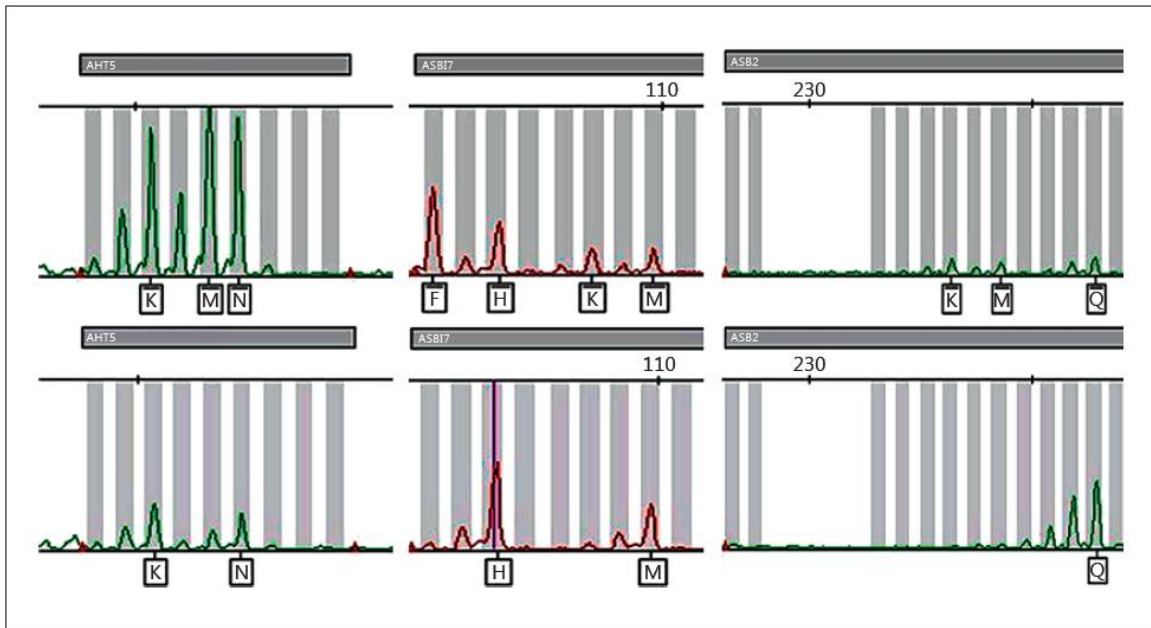 AHT5 ASBI7 ASB2
110 230
K M N F H K M K M Q
AHT5 ASBI7 ASB2
110 230
K N H M Q